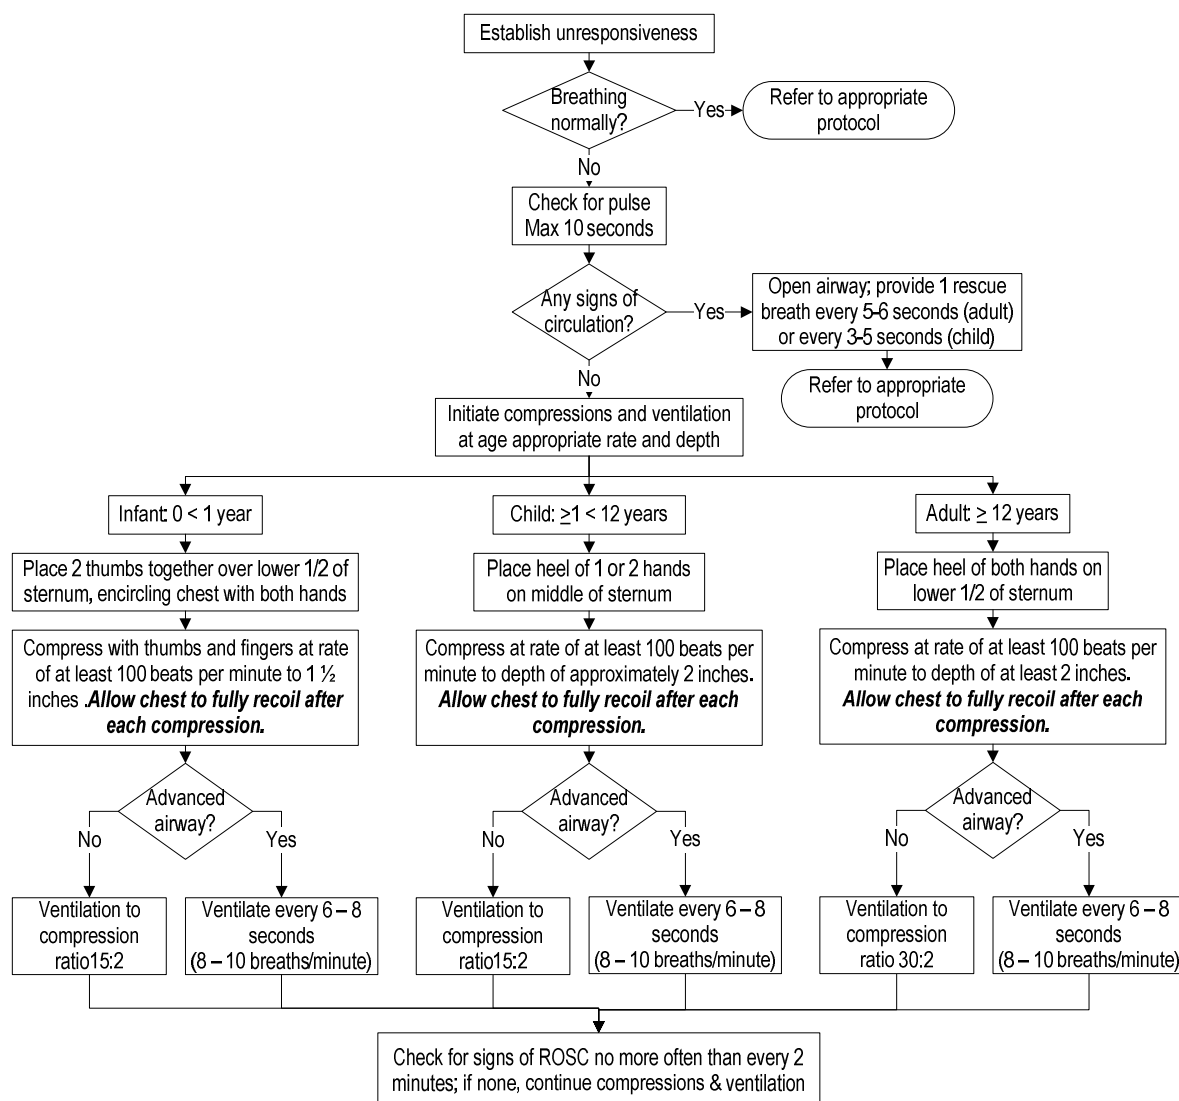 Establish unresponsiveness
Breathing
normally?
Yes
Refer to appropriate
protocol
No
Check for pulse
Max 10 seconds
Any signs of
circulation?
Yes
Open airway; provide 1 rescue
breath every 5-6 seconds (adult)
or every 3-5 seconds (child)
Refer to appropriate
protocol
No
Initiate compressions and ventilation
at age appropriate rate and depth
Infant: 0 < 1 year
Place 2 thumbs together over lower 1/2 of
sternum, encircling chest with both hands
Compress with thumbs and fingers at rate
of at least 100 beats per minute to 1 ½
inches .Allow chest to fully recoil after
each compression.
Advanced
airway?
No
Yes
Ventilation to
compression
ratio15:2
Ventilate every 6 – 8
seconds
(8 – 10 breaths/minute)
Child: ≥1 < 12 years
Place heel of 1 or 2 hands
on middle of sternum
Compress at rate of at least 100 beats per
minute to depth of approximately 2 inches.
Allow chest to fully recoil after each
compression.
Advanced
airway?
No
Yes
Ventilation to
compression
ratio15:2
Ventilate every 6 – 8
seconds
(8 – 10 breaths/minute)
Adult: ≥ 12 years
Place heel of both hands on
lower 1/2 of sternum
Compress at rate of at least 100 beats per
minute to depth of at least 2 inches.
Allow chest to fully recoil after each
compression.
Advanced
airway?
No
Yes
Ventilation to
compression
ratio 30:2
Ventilate every 6 – 8
seconds
(8 – 10 breaths/minute)
Check for signs of ROSC no more often than every 2
minutes; if none, continue compressions & ventilation